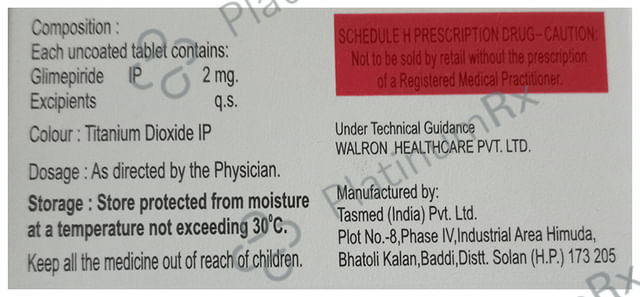 Composition :
Each uncoated tablet contains:
Glimepiride IP 2 mg.
Excipients q.s.
Colour : Titanium Dioxide IP
Dosage : As directed by the Physician.
Storage : Store protected from moisture
at a temperature not exceeding 30°C.
Keep all the medicine out of reach of children.
SCHEDULE H PRESCRIPTION DRUG-CAUTION:
Not to be sold by retail without the prescription
of a Registered Medical Practitioner.
Under Technical Guidance
WALRON HEALTHCARE PVT. LTD.
Manufactured by:
Tasmed (India) Pvt. Ltd.
Plot No.-8,Phase IV,Industrial Area Himuda,
Bhatoli Kalan,Baddi,Distt. Solan (H.P.) 173 205
PlatinumRx